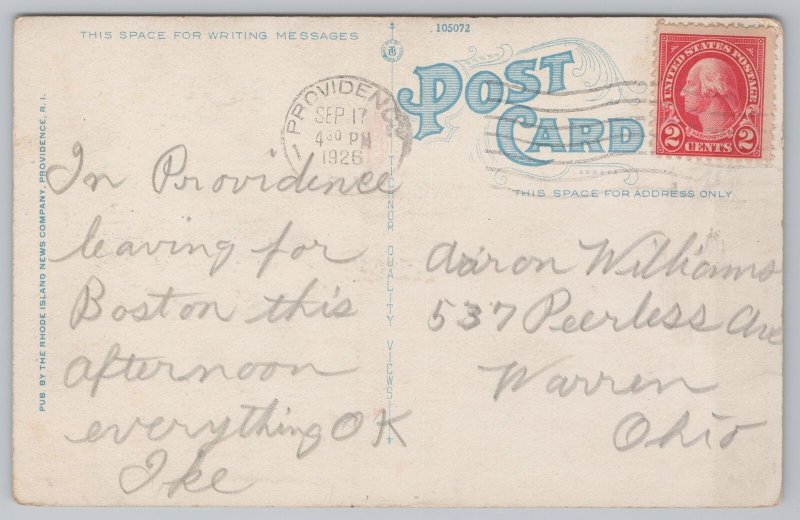 THIS SPACE FOR WRITING MESSAGES
105072
POST
CARD
UNITED STATES POSTAGE
WASHINGTON
2 CENTS 2
PROVIDENCE
SEP 17
4 30 PM
1926
THIS SPACE FOR ADDRESS ONLY
PUB. BY THE RHODE ISLAND NEWS COMPANY, PROVIDENCE, R. I.
TICHNOR QUALITY VIEWS
In Providence
leaving for
Boston this
afternoon
everything OK
Ike
Aaron Williams
537 Peerless Ave
Warren
Ohio